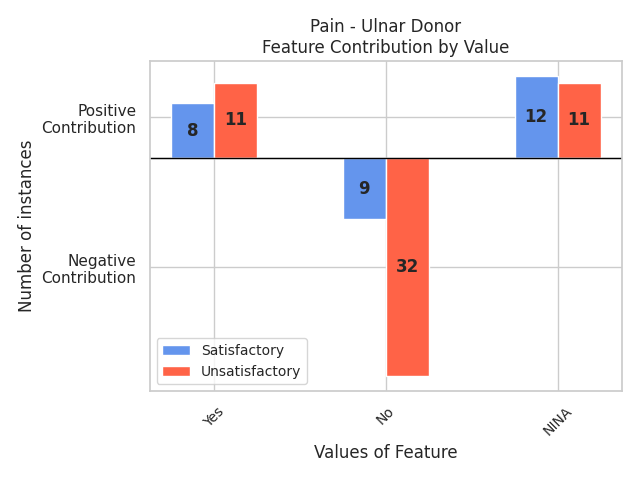 Pain - Ulnar Donor
Feature Contribution by Value
Number of instances
Positive
Contribution
Negative
Contribution
8
11
9
32
12
11
Satisfactory
Unsatisfactory
Yes
No
NINA
Values of Feature